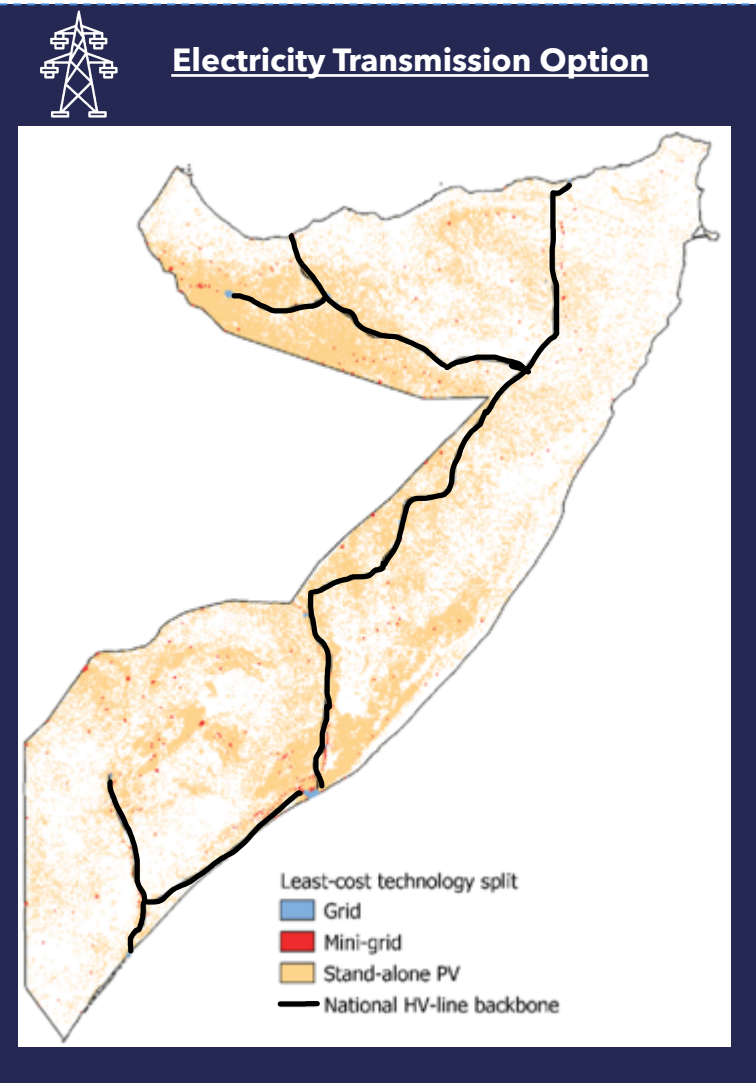 Electricity Transmission Option
Least-cost technology split
Grid
Mini-grid
Stand-alone PV
National HV-line backbone